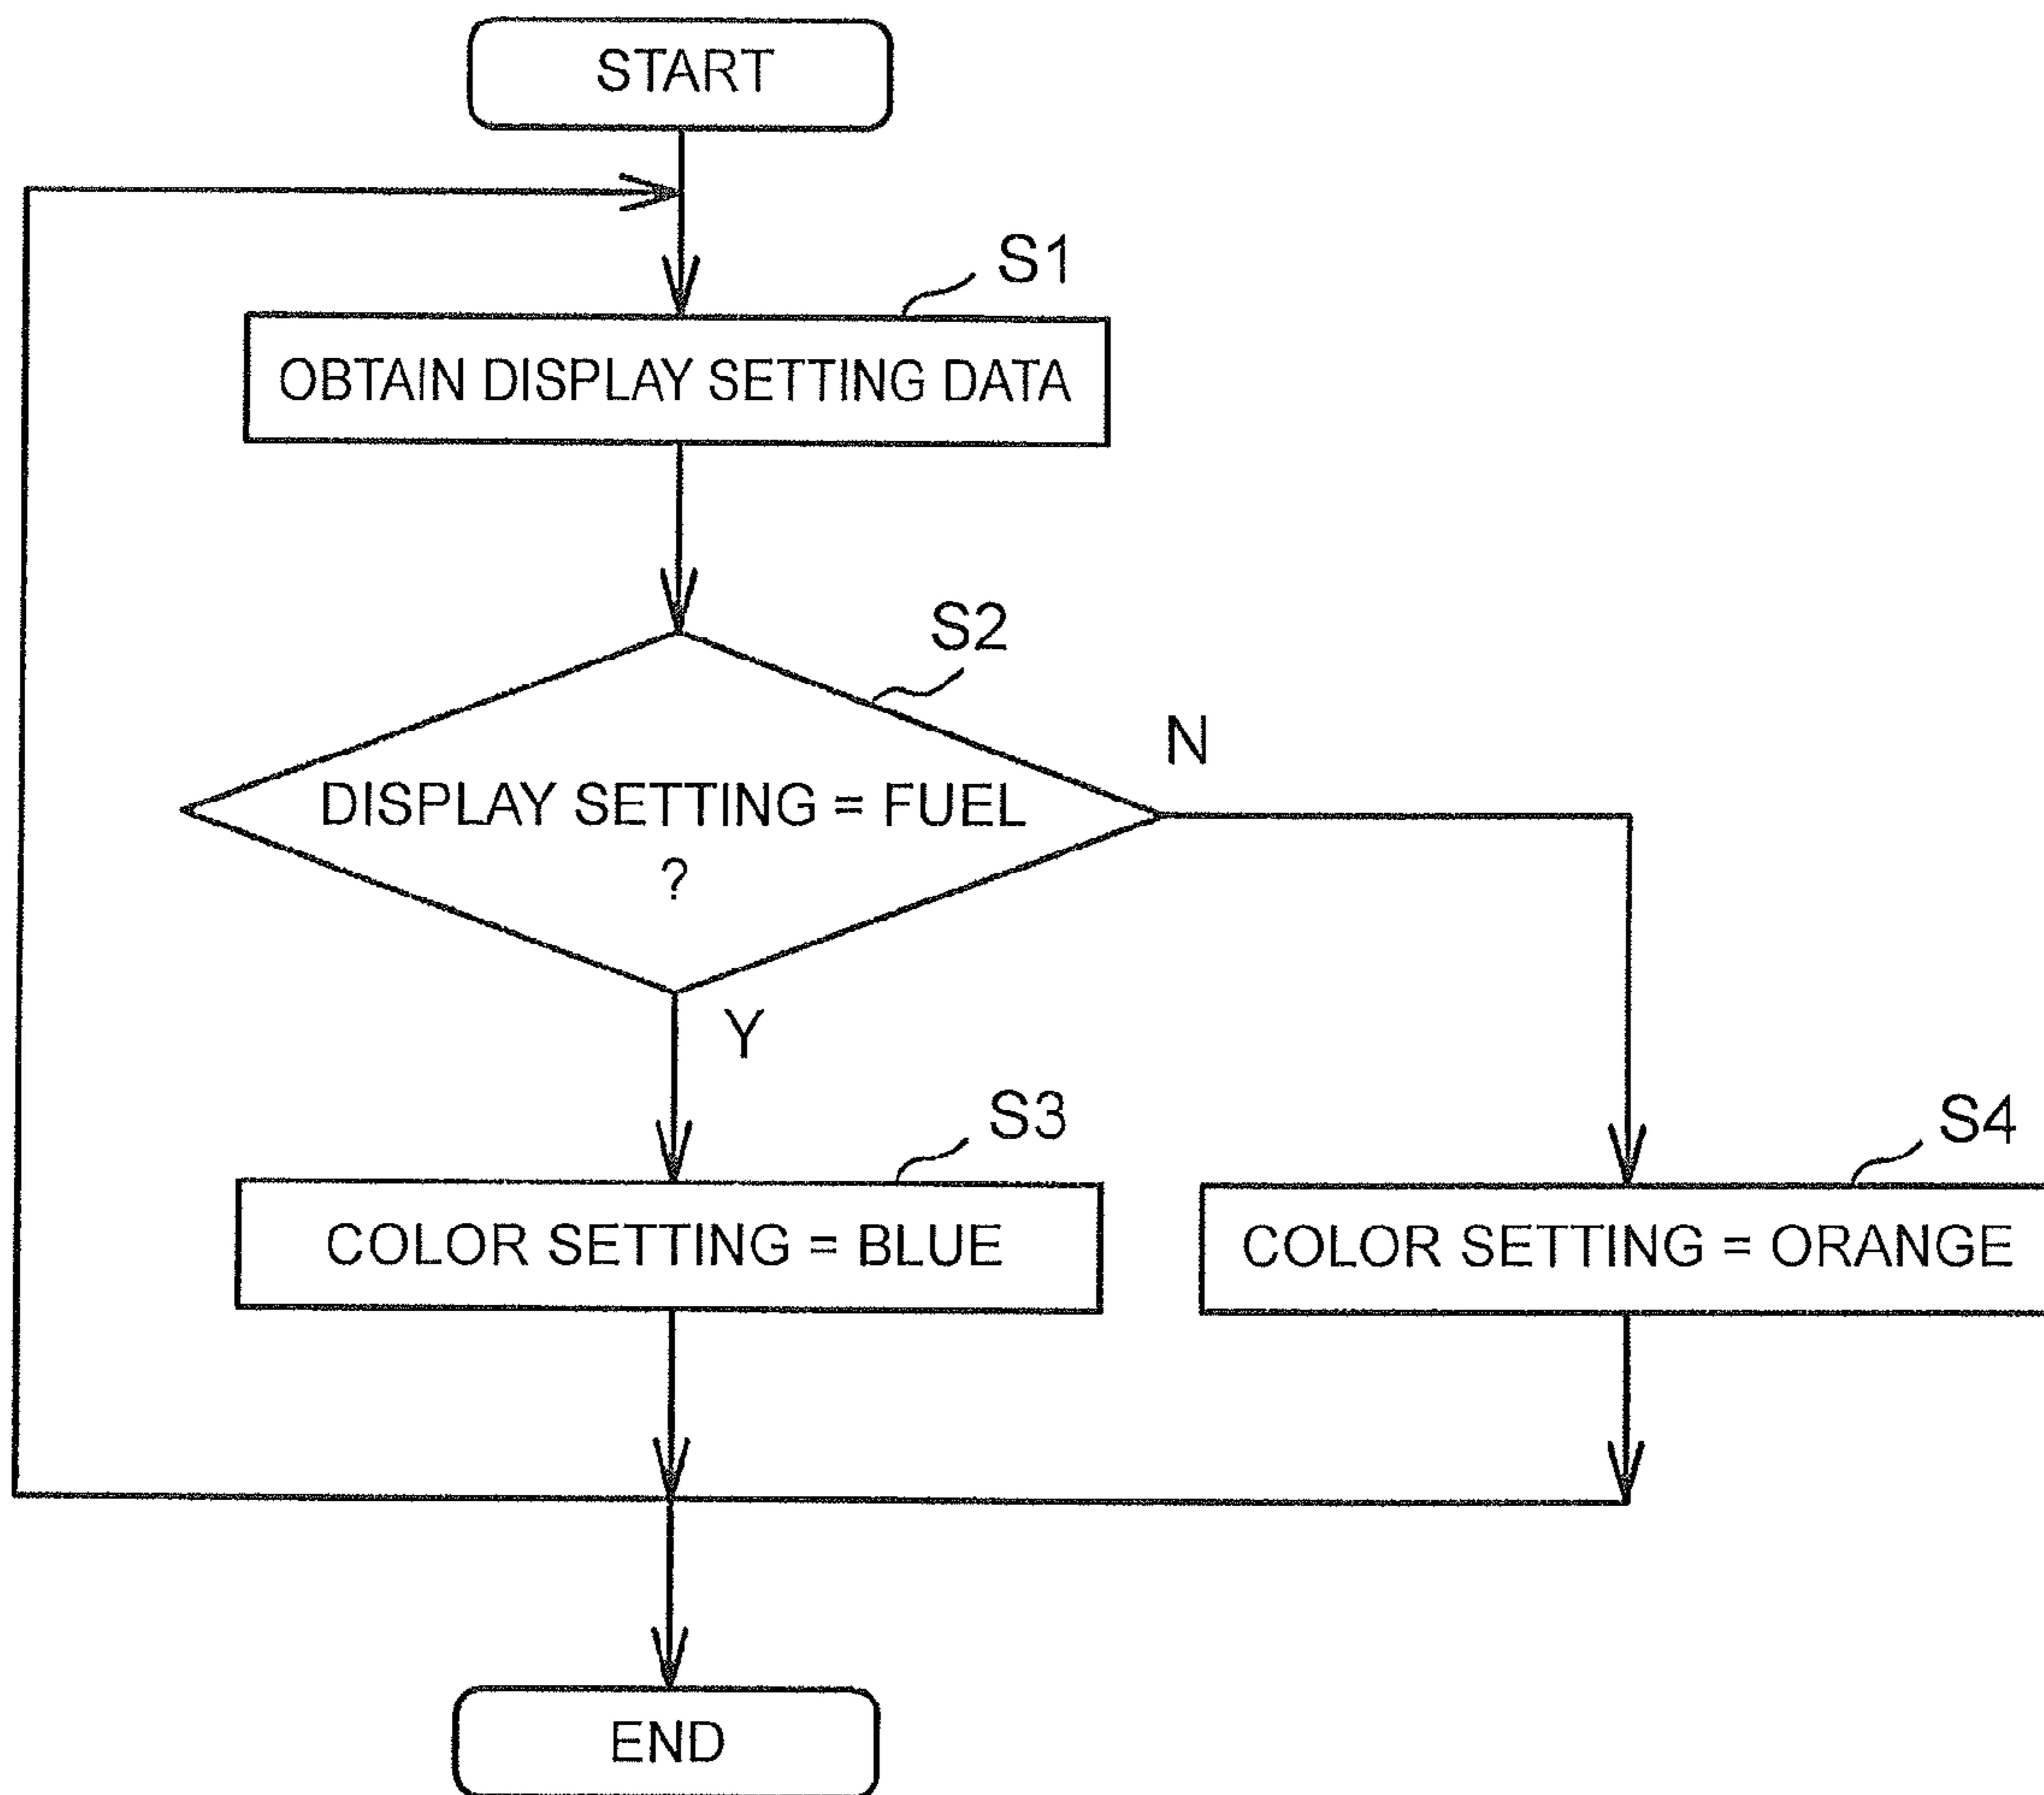 START
S1
OBTAIN DISPLAY SETTING DATA
S2
N
DISPLAY SETTING = FUEL
?
Y
S3
S4
COLOR SETTING = BLUE
COLOR SETTING = ORANGE
END